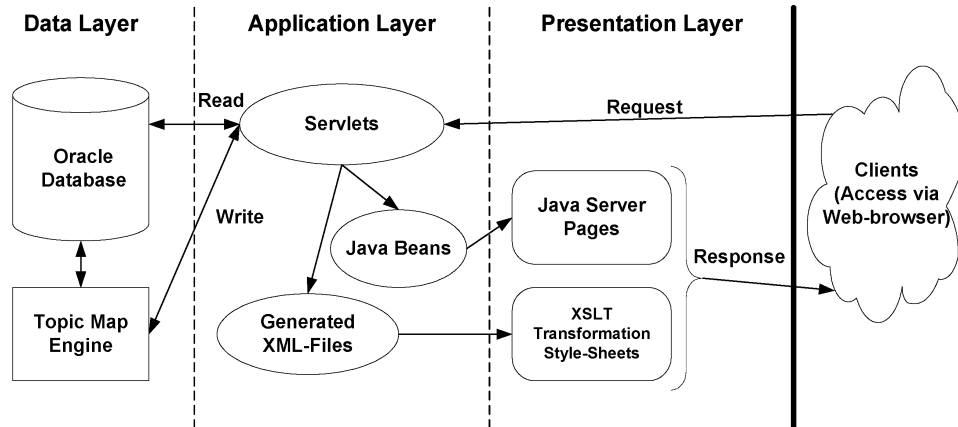 Data Layer
Application Layer
Presentation Layer
Read
Request
Servlets
Oracle
Database
Clients
(Access via
Web-browser)
Write
Java Server
Pages
Java Beans
Response
Topic Map
Engine
Generated
XML-Files
XSLT
Transformation
Style-Sheets